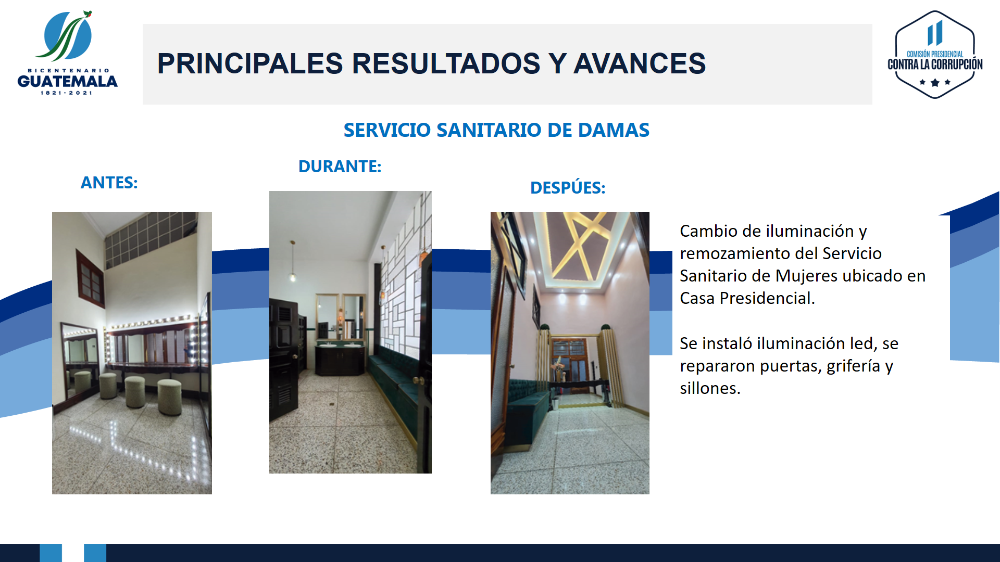 BICENTENARIO
GUATEMALA
1821-2021
PRINCIPALES RESULTADOS Y AVANCES
COMISIÓN PRESIDENCIAL
CONTRA LA CORRUPCIÓN
SERVICIO SANITARIO DE DAMAS
ANTES:
DURANTE:
DESPÚES:
Cambio de iluminación y
remozamiento del Servicio
Sanitario de Mujeres ubicado en
Casa Presidencial.
Se instaló iluminación led, se
repararon puertas, grifería y
sillones.